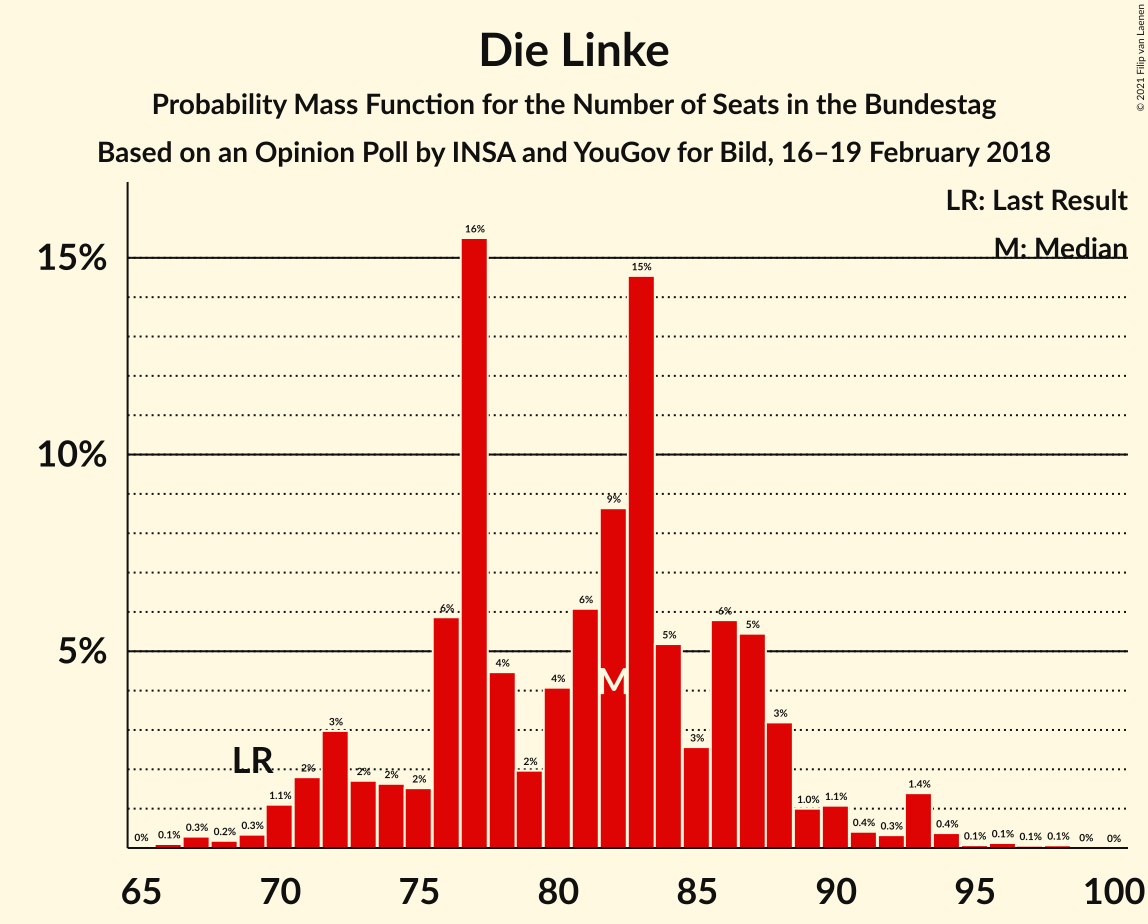 Die Linke
Probability Mass Function for the Number of Seats in the Bundestag
Based on an Opinion Poll by INSA and YouGov for Bild, 16–19 February 2018
© 2021 Filip van Laenen
LR: Last Result
M: Median
15%
10%
5%
0% 0.1% 0.3% 0.2% 0.3% 1.1% 2% 3% 2% 2% 2% 6% 16% 4% 2% 4% 6% 9% 15% 5% 3% 6% 5% 3% 1.0% 1.1% 0.4% 0.3% 1.4% 0.4% 0.1% 0.1% 0.1% 0.1% 0% 0%
LR
M
65 70 75 80 85 90 95 100